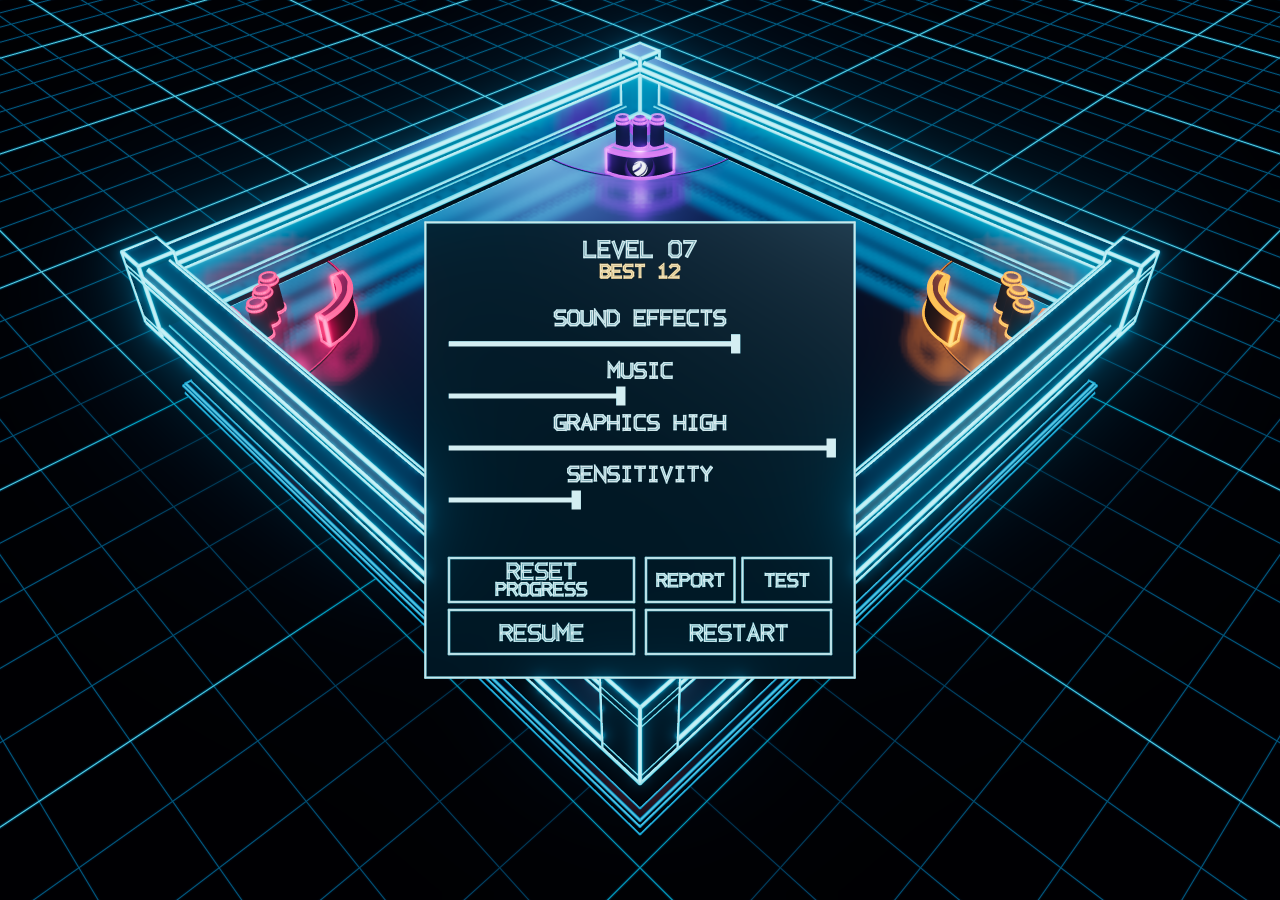 LEVEL 07
BEST 12
SOUND EFFECTS
MUSIC
GRAPHICS HIGH
SENSITIVITY
RESET
PROGRESS
REPORT
TEST
RESUME
RESTART